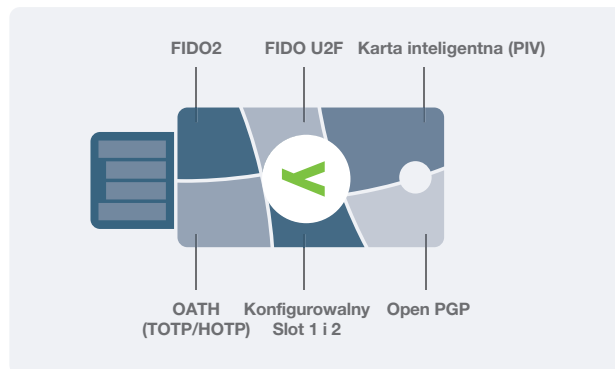 FIDO2
FIDO U2F
Karta inteligentna (PIV)
OATH
(TOTP/HOTP)
Konfigurowalny
Slot 1 i 2
Open PGP